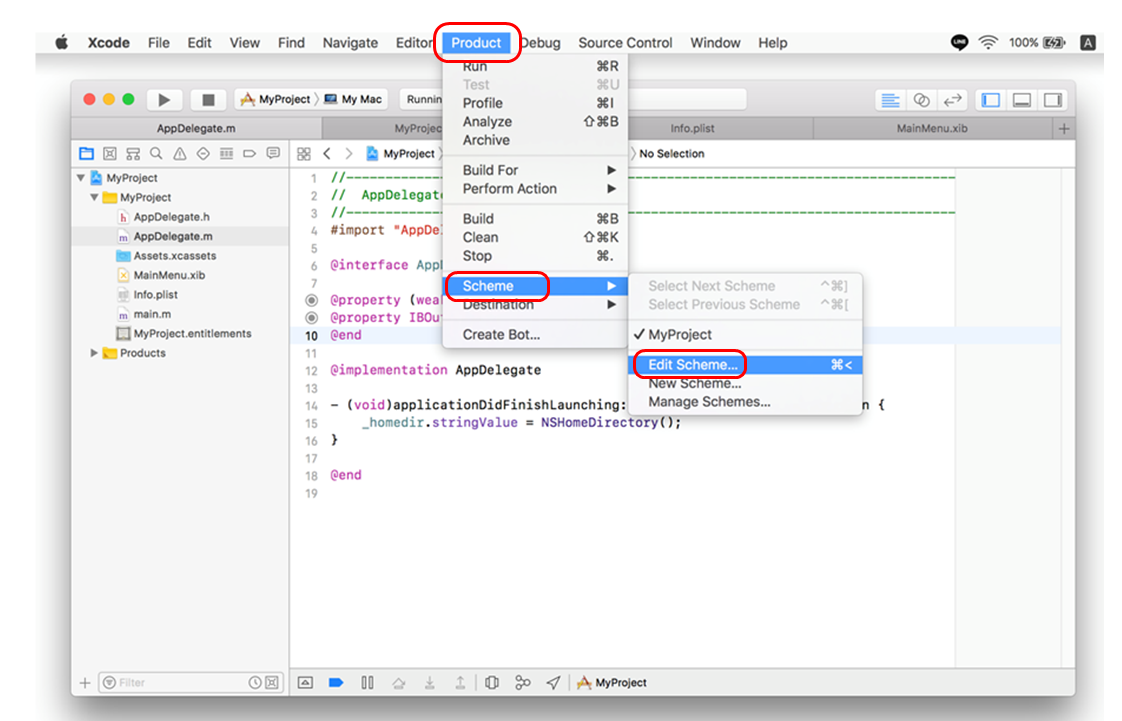 Xcode File Edit View Find Navigate Editor Product Debug Source Control Window Help LINE 100% A
Run ⌘R
Test ⌘U
Profile ⌘I
Analyze ⇧⌘B
Archive
Build For ▶
Perform Action ▶
Build ⌘B
Clean ⇧⌘K
Stop ⌘.
Scheme ▶
Destination ▶
Create Bot...
Select Next Scheme ^⌘]
Select Previous Scheme ^⌘[
✓ MyProject
Edit Scheme... ⌘<
New Scheme...
Manage Schemes...
MyProject 〉 My Mac Runnin
AppDelegate.m MyProjec Info.plist MainMenu.xib +
MyProject 〉 〉 No Selection
MyProject
MyProject
h AppDelegate.h
m AppDelegate.m
Assets.xcassets
MainMenu.xib
Info.plist
m main.m
MyProject.entitlements
Products
1 //------------------------------------------------------------------------------
2 // AppDelegat
3 //------------------------------------------------------------------------------
4 #import "AppDe
5
6 @interface App
7
@property (wea
@property IBOu
10 @end
11
12 @implementation AppDelegate
13
14 - (void)applicationDidFinishLaunching: n {
15 _homedir.stringValue = NSHomeDirectory();
16 }
17
18 @end
19
+ Filter
MyProject